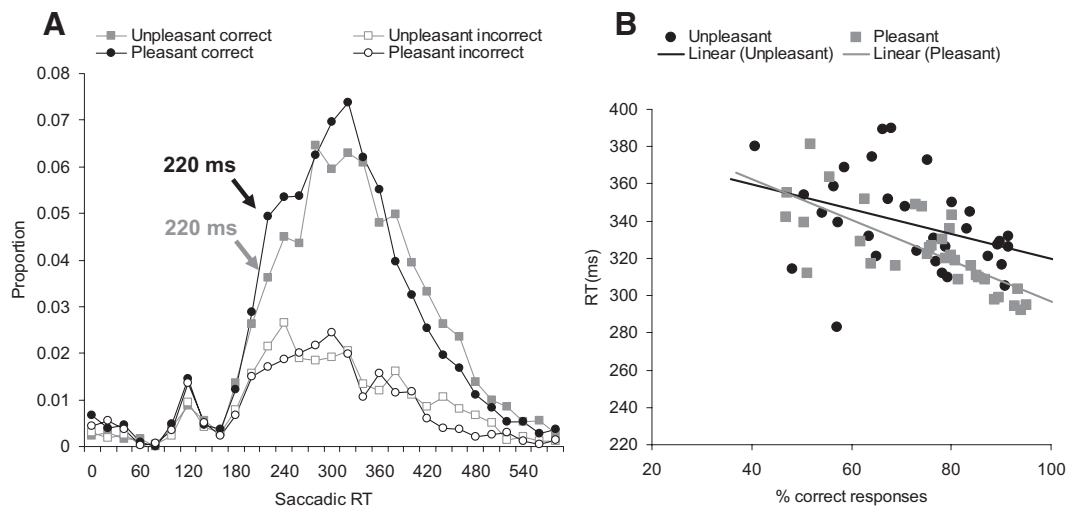 A
Unpleasant correct
Unpleasant incorrect
Pleasant correct
Pleasant incorrect
0.08
0.07
0.06
0.05
0.04
0.03
0.02
0.01
0
Proportion
220 ms
220 ms
0 60 120 180 240 300 360 420 480 540
Saccadic RT
B
Unpleasant
Pleasant
Linear (Unpleasant)
Linear (Pleasant)
400
380
360
340
320
300
280
260
240
220
RT(ms)
20 40 60 80 100
% correct responses